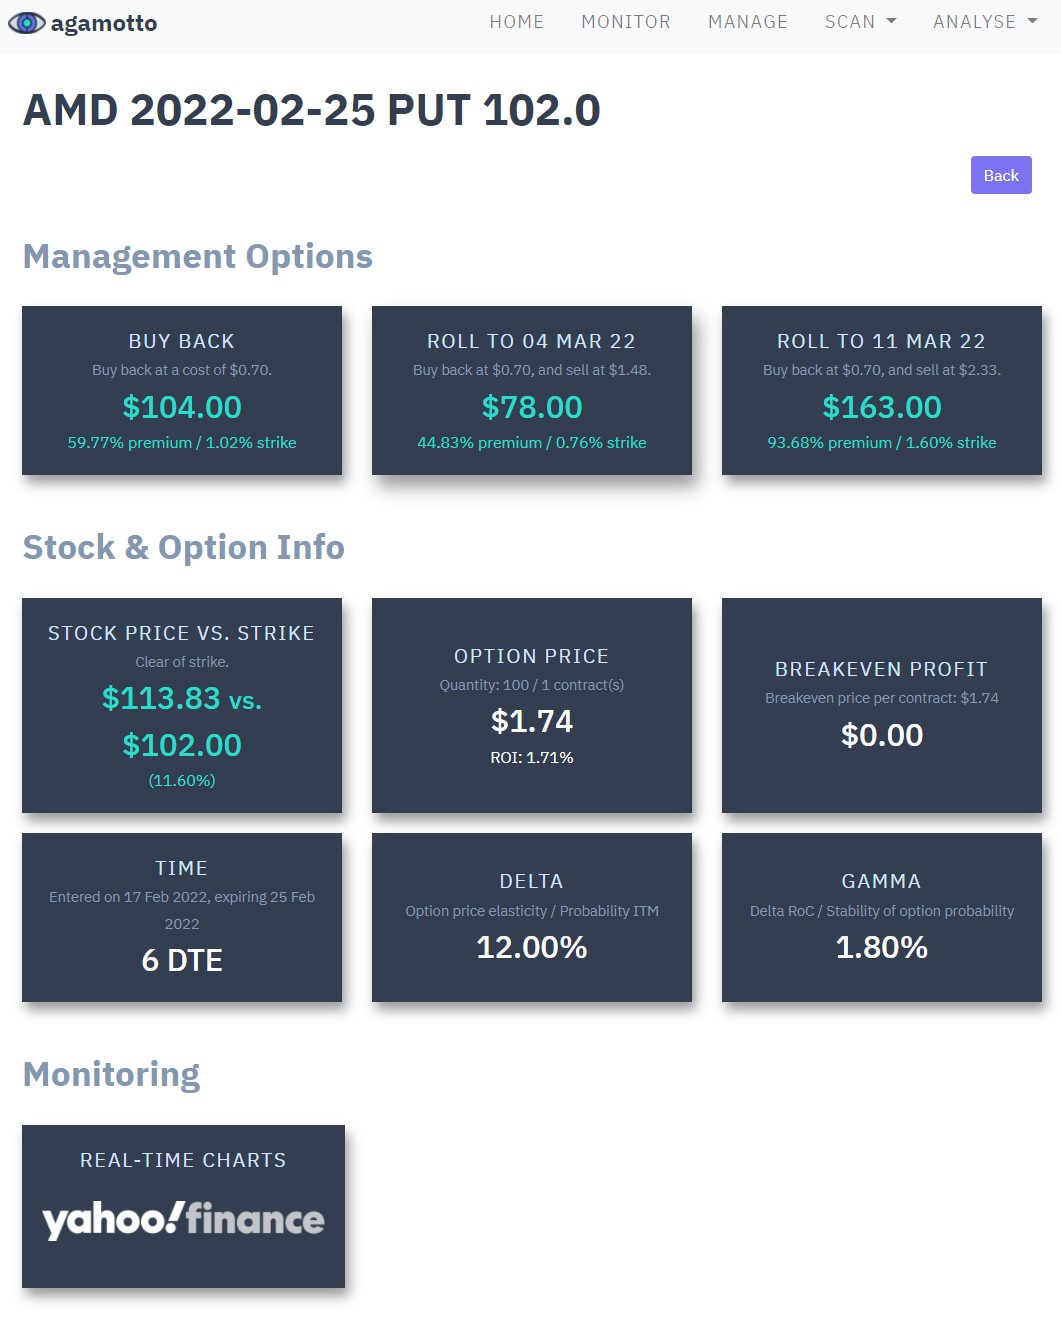 agamotto
HOME MONITOR MANAGE SCAN ANALYSE
AMD 2022-02-25 PUT 102.0
Back
Management Options
BUY BACK
Buy back at a cost of $0.70.
$104.00
59.77% premium / 1.02% strike
ROLL TO 04 MAR 22
Buy back at $0.70, and sell at $1.48.
$78.00
44.83% premium / 0.76% strike
ROLL TO 11 MAR 22
Buy back at $0.70, and sell at $2.33.
$163.00
93.68% premium / 1.60% strike
Stock & Option Info
STOCK PRICE VS. STRIKE
Clear of strike.
$113.83 vs.
$102.00
(11.60%)
OPTION PRICE
Quantity: 100 / 1 contract(s)
$1.74
ROI: 1.71%
BREAKEVEN PROFIT
Breakeven price per contract: $1.74
$0.00
TIME
Entered on 17 Feb 2022, expiring 25 Feb
2022
6 DTE
DELTA
Option price elasticity / Probability ITM
12.00%
GAMMA
Delta RoC / Stability of option probability
1.80%
Monitoring
REAL-TIME CHARTS
yahoo!finance